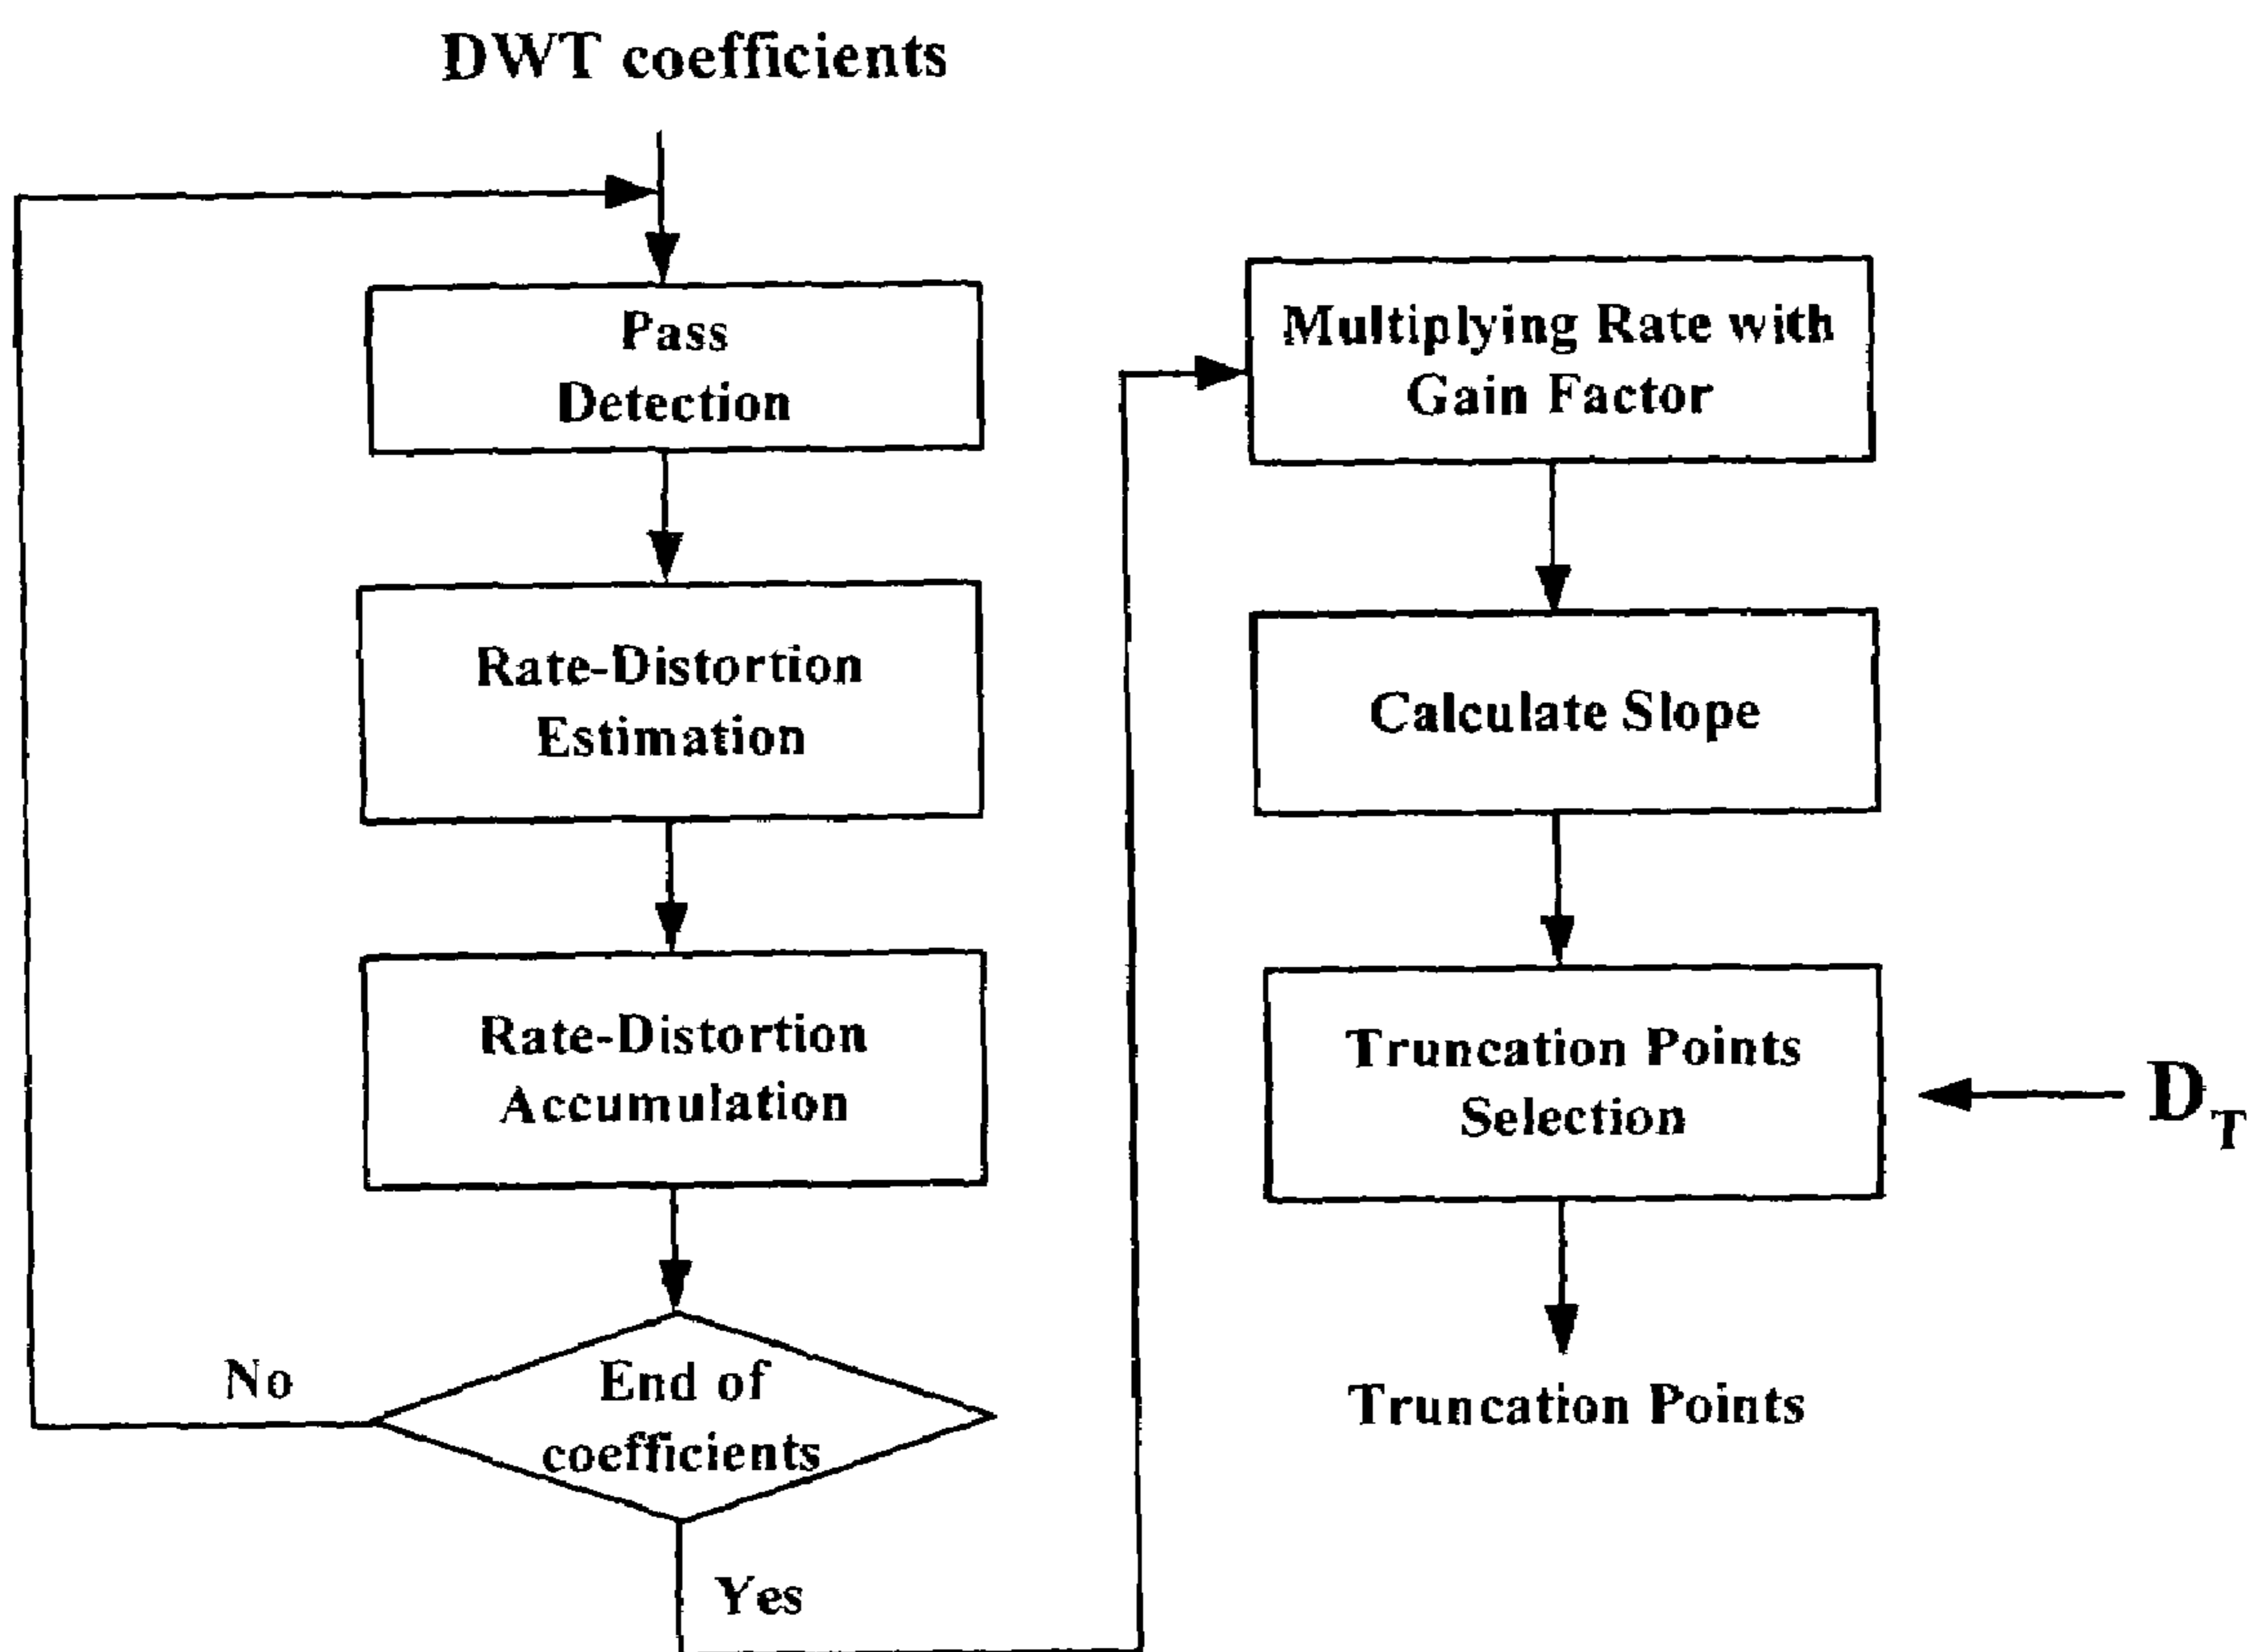 DWT coefficients
Pass
Detection
Rate-Distortion
Estimation
Rate-Distortion
Accumulation
End of
coefficients
No
Yes
Multiplying Rate with
Gain Factor
Calculate Slope
Truncation Points
Selection
D_T
Truncation Points